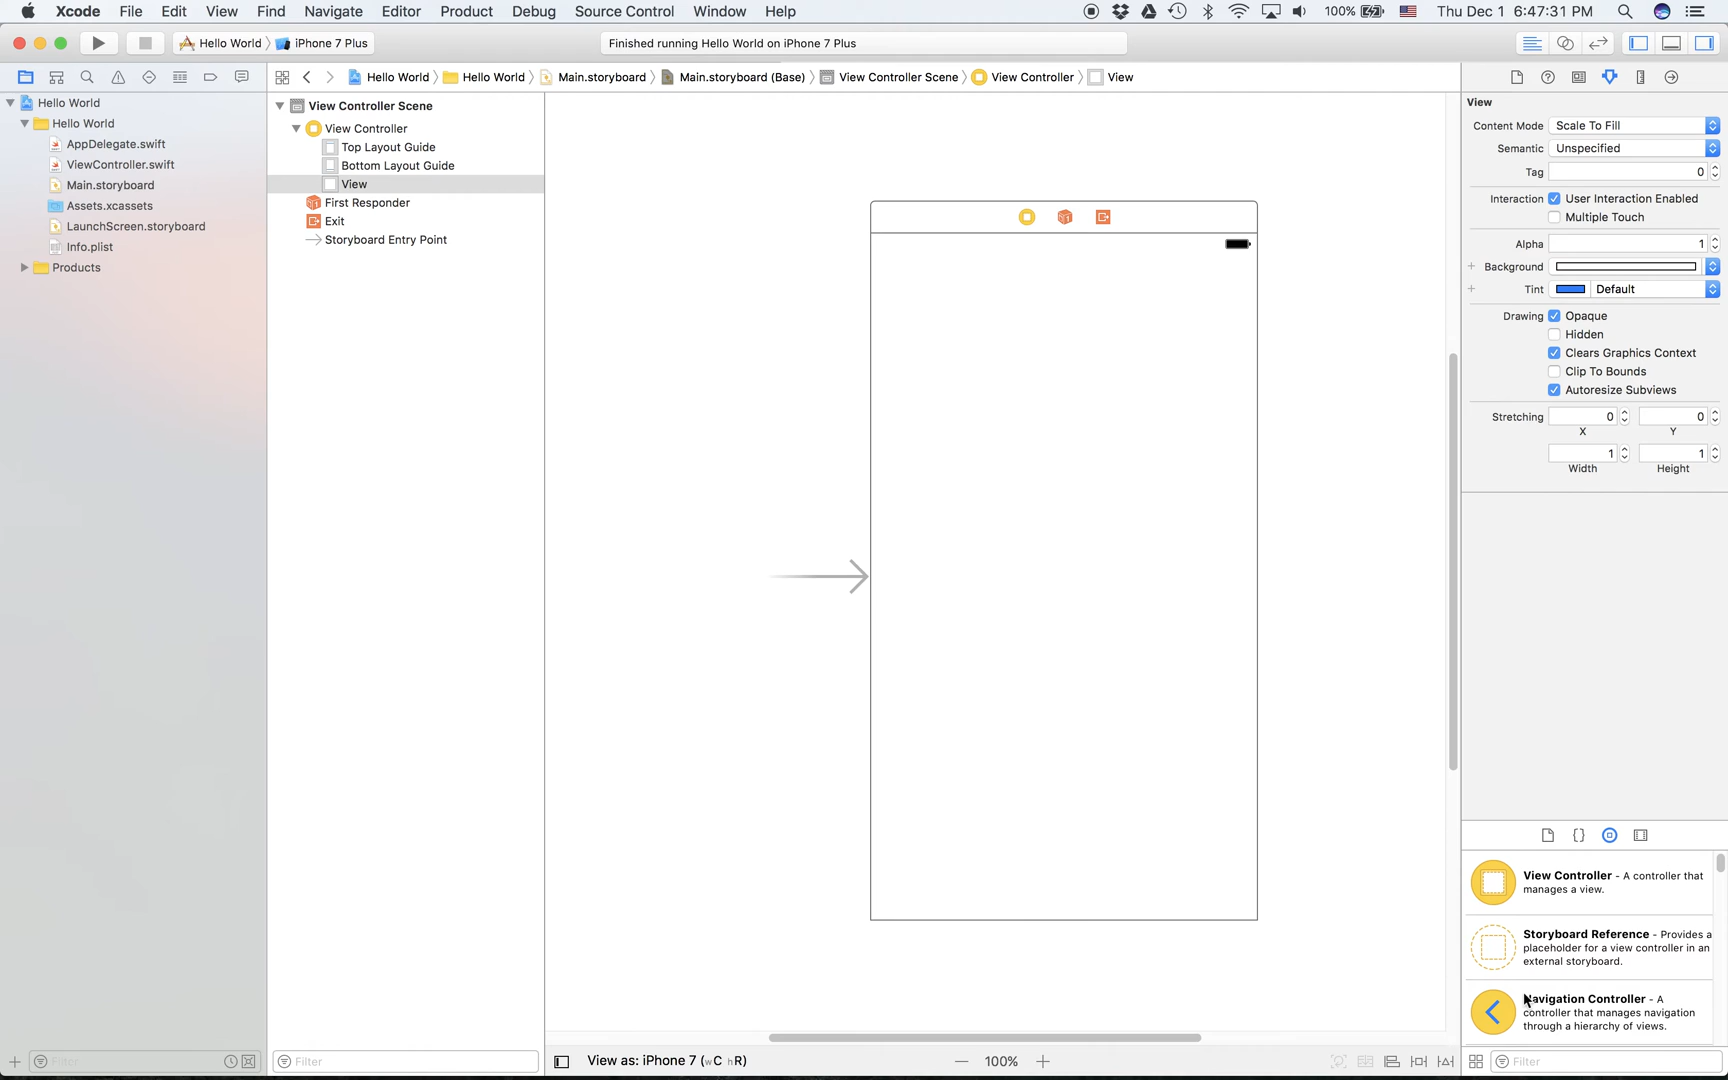 Xcode File Edit View Find Navigate Editor Product Debug Source Control Window Help 100% Thu Dec 1 6:47:31 PM
Hello World iPhone 7 Plus Finished running Hello World on iPhone 7 Plus
Hello World Hello World Main.storyboard Main.storyboard (Base) View Controller Scene View Controller View
Hello World
Hello World
AppDelegate.swift
ViewController.swift
Main.storyboard
Assets.xcassets
LaunchScreen.storyboard
Info.plist
Products
Filter
View Controller Scene
View Controller
Top Layout Guide
Bottom Layout Guide
View
First Responder
Exit
Storyboard Entry Point
Filter
View as: iPhone 7 (wC hR)
100%
View
Content Mode Scale To Fill
Semantic Unspecified
Tag 0
Interaction User Interaction Enabled
Multiple Touch
Alpha 1
Background
Tint Default
Drawing Opaque
Hidden
Clears Graphics Context
Clip To Bounds
Autoresize Subviews
Stretching 0 0
X Y
1 1
Width Height
View Controller - A controller that
manages a view.
Storyboard Reference - Provides a
placeholder for a view controller in an
external storyboard.
Navigation Controller - A
controller that manages navigation
through a hierarchy of views.
Filter